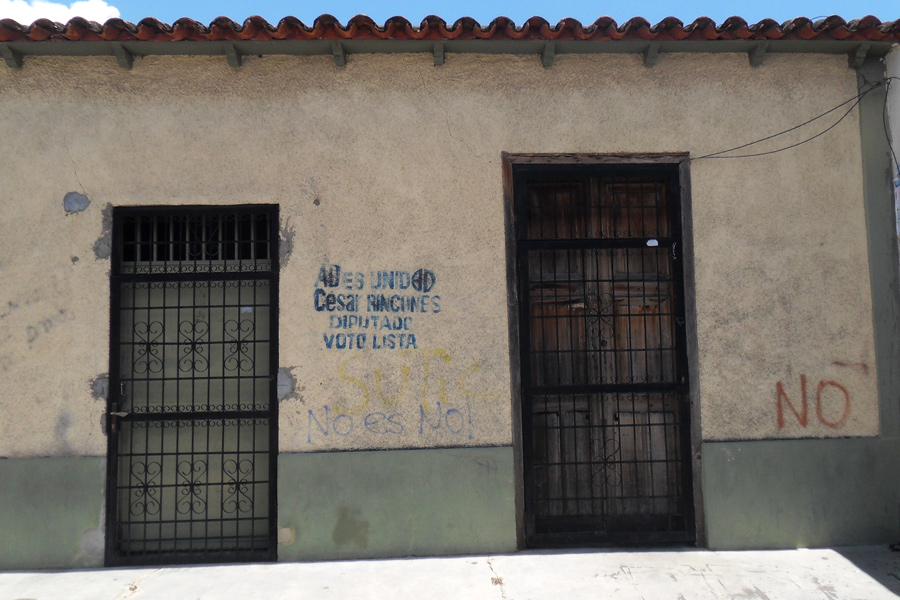 AD ES UNIDAD
Cesar RINCONES
DIPUTADO
VOTO LISTA
No es No!
NO